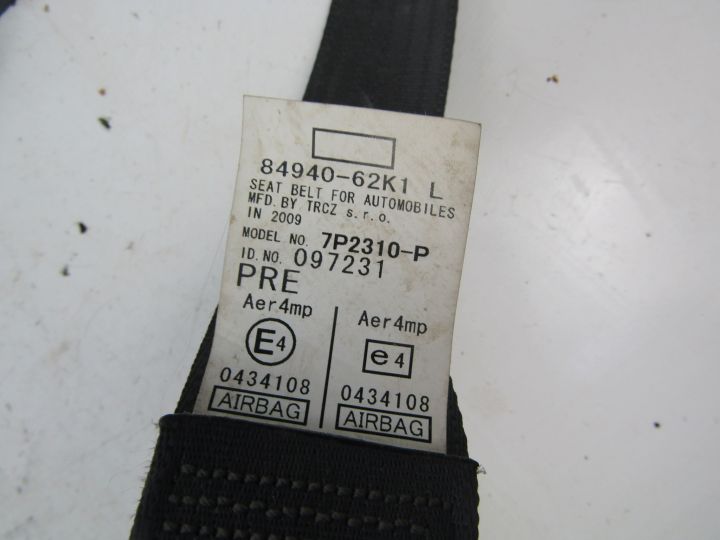 84940-62K1 L
SEAT BELT FOR AUTOMOBILES
MFD. BY TRCZ s.r.o.
IN 2009
MODEL NO. 7P2310-P
ID. NO. 097231
PRE
Aer4mp Aer4mp
E4 e4
0434108 0434108
AIRBAG AIRBAG